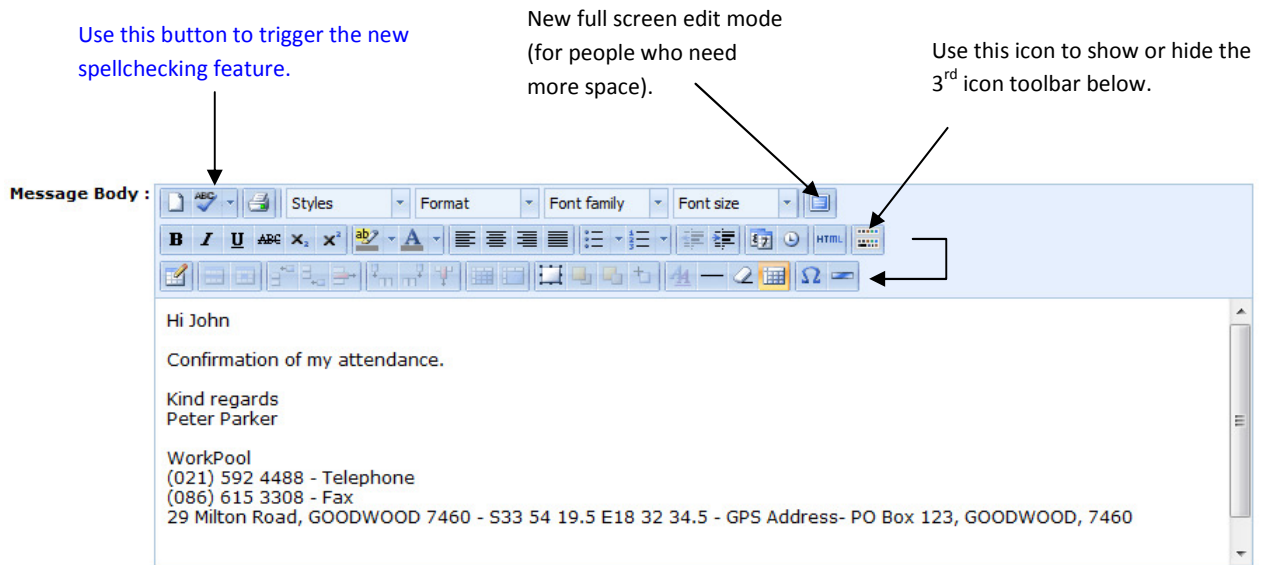 Use this button to trigger the new
spellchecking feature.
New full screen edit mode
(for people who need
more space).
Use this icon to show or hide the
3rd icon toolbar below.
Message Body :
ABC Styles Format Font family Font size
B I U ABC x₂ x² ab A HTML
A Ω
Hi John
Confirmation of my attendance.
Kind regards
Peter Parker
WorkPool
(021) 592 4488 - Telephone
(086) 615 3308 - Fax
29 Milton Road, GOODWOOD 7460 - S33 54 19.5 E18 32 34.5 - GPS Address- PO Box 123, GOODWOOD, 7460